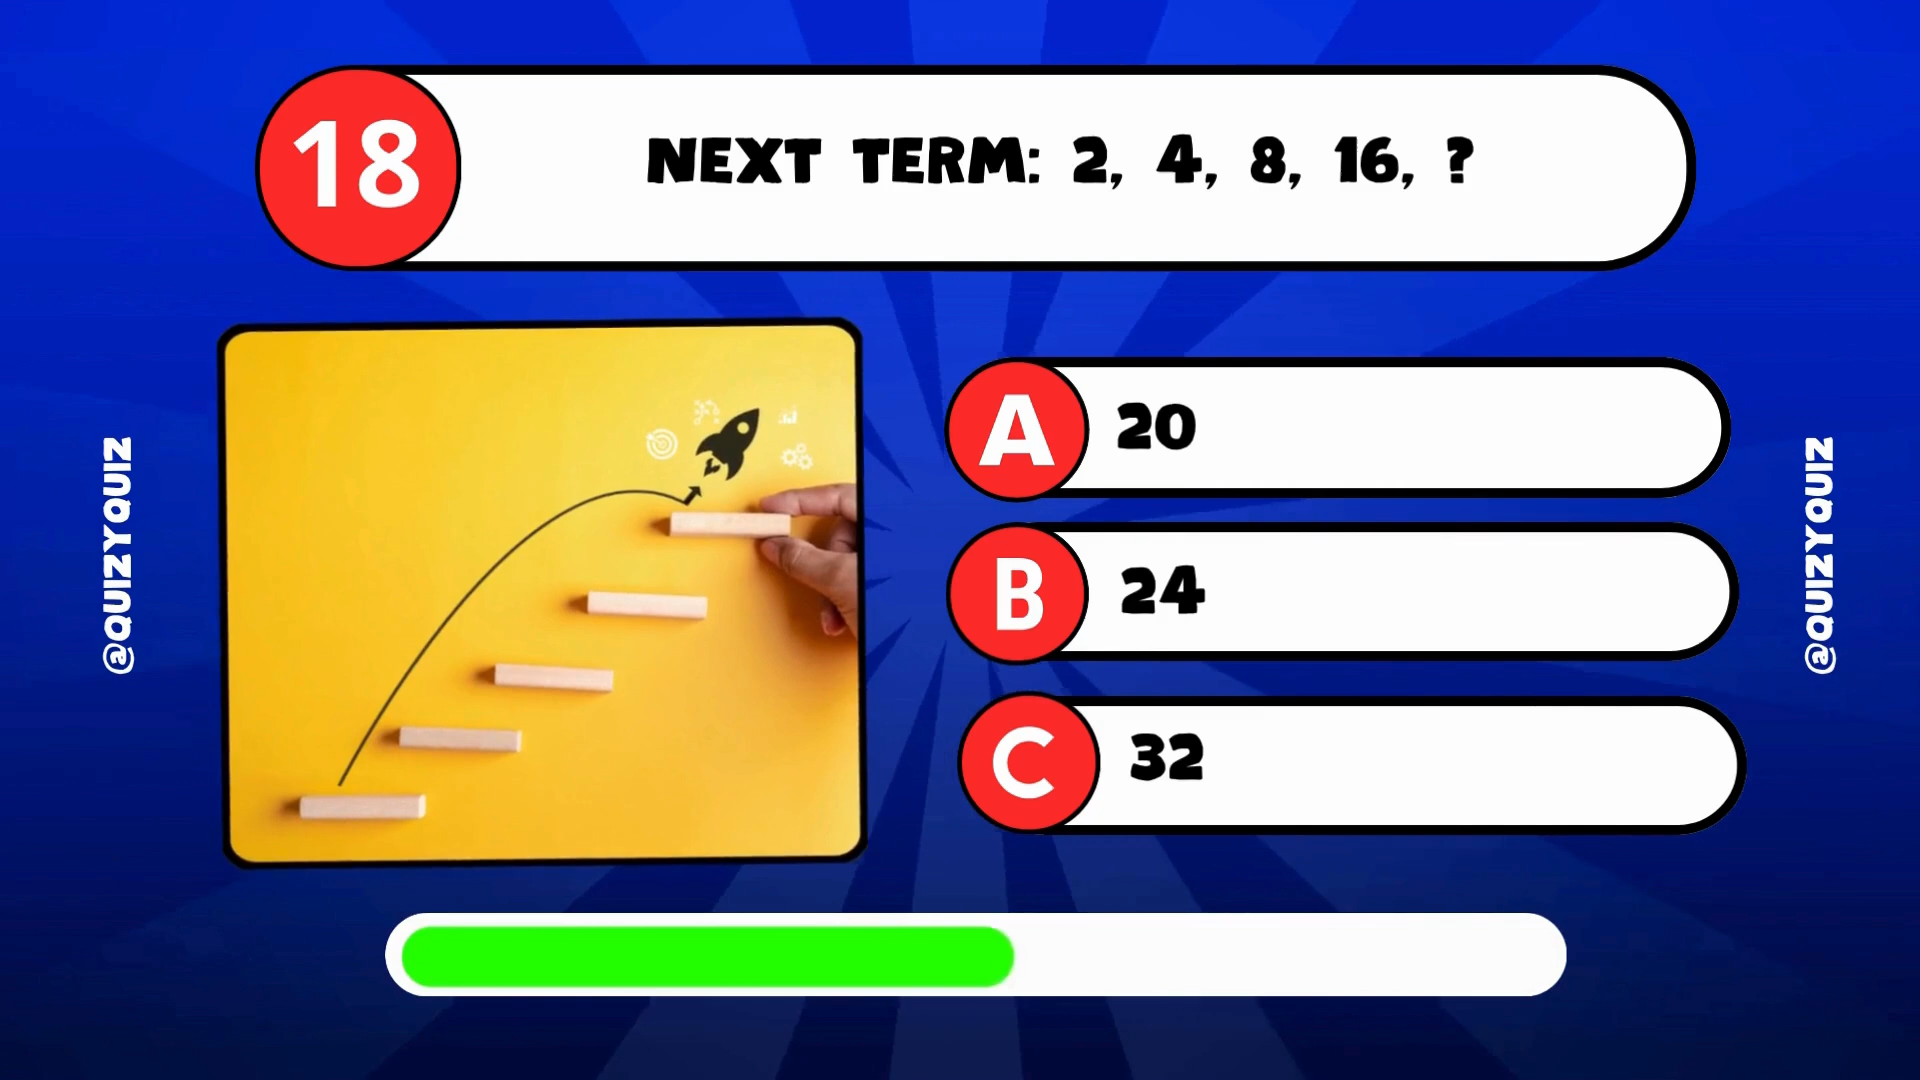 18
NEXT TERM: 2, 4, 8, 16, ?
A
20
B
24
C
32
@QUIZYQUIZ
@QUIZYQUIZ